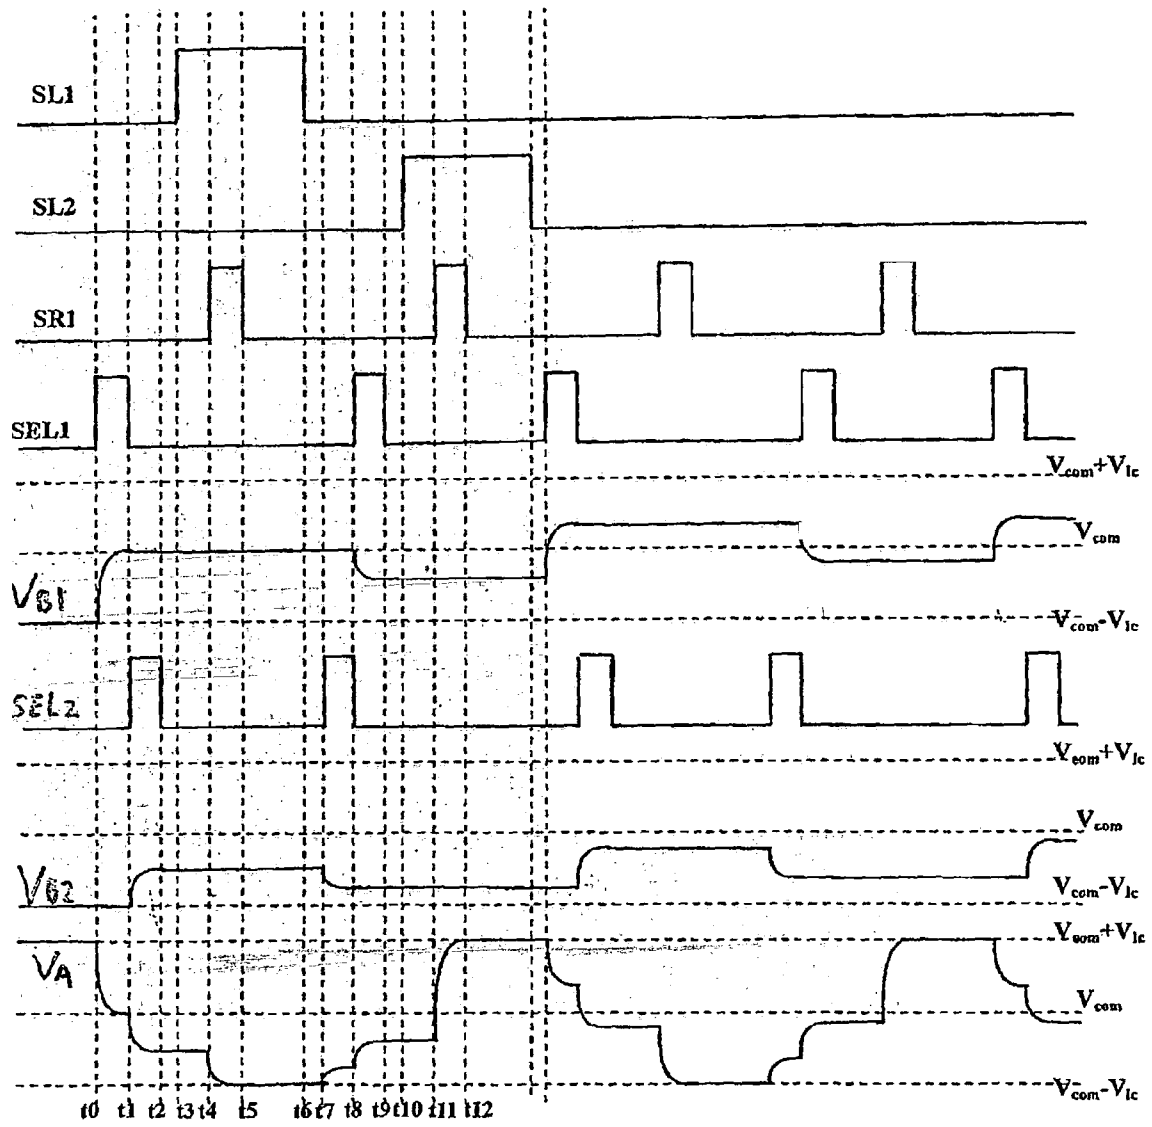 SL1
SL2
SR1
SEL1
Vcom+Vlc
Vcom
VB1
Vcom-Vlc
SEL2
Vcom+Vlc
Vcom
VB2
Vcom-Vlc
Vcom+Vlc
VA
Vcom
Vcom-Vlc
t0 t1 t2 t3 t4 t5 t6 t7 t8 t9 t10 t11 t12